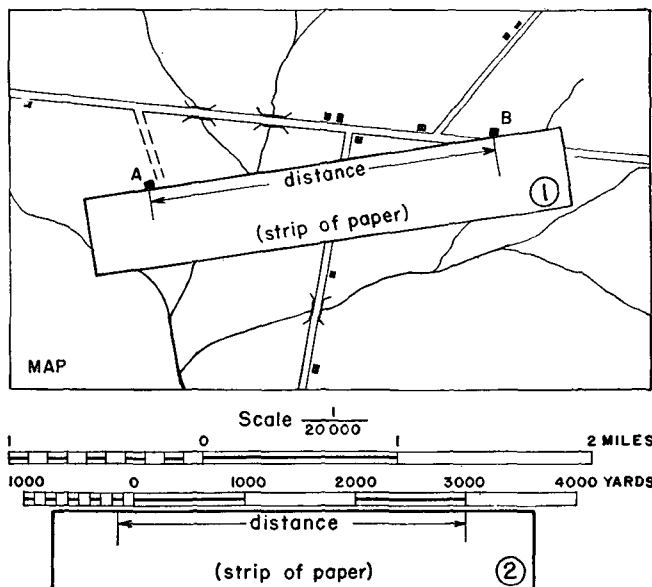 A
B
distance
(strip of paper)
1
MAP
Scale 1/20000
1 0 1 2 MILES
1000 0 1000 2000 3000 4000 YARDS
distance
(strip of paper)
2